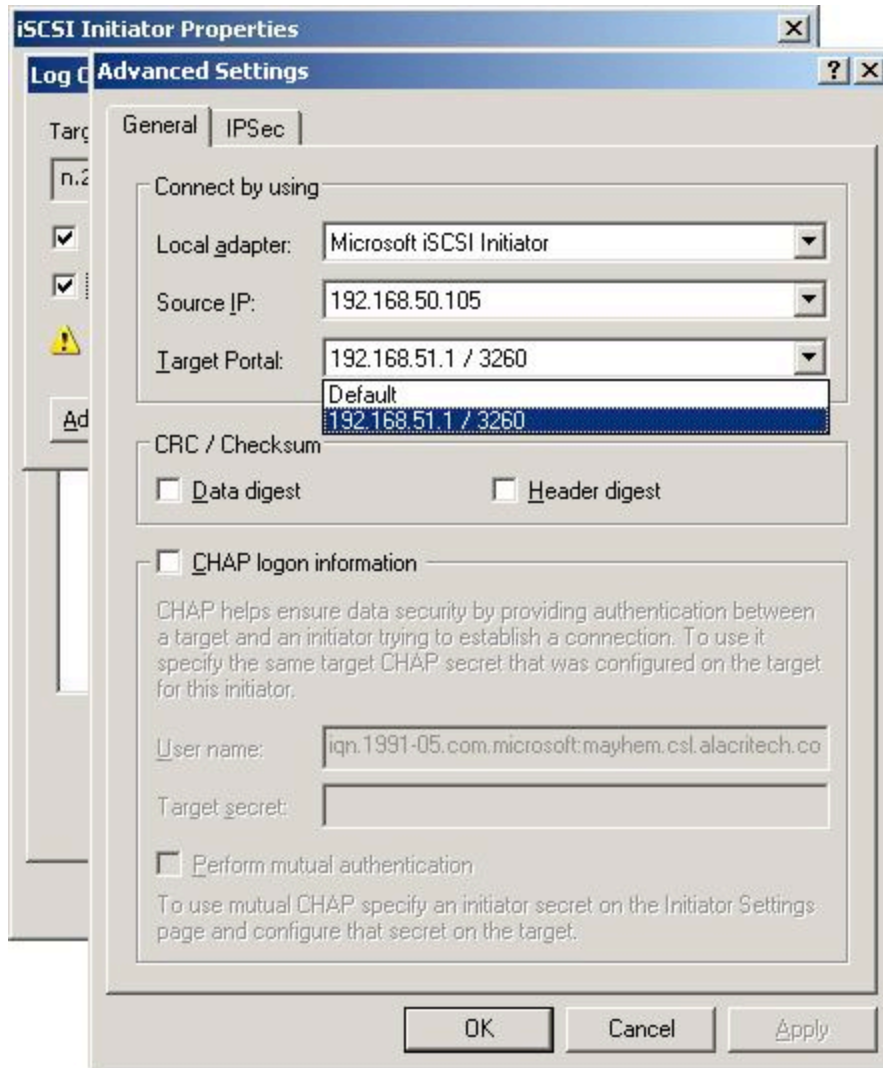 iSCSI Initiator Properties
Log
Advanced Settings
Targ
General
IPSec
Connect by using
Local adapter:
Microsoft iSCSI Initiator
Source IP:
192.168.50.105
Target Portal:
192.168.51.1 / 3260
Default
192.168.51.1 / 3260
Ad
CRC / Checksum
Data digest
Header digest
CHAP logon information
CHAP helps ensure data security by providing authentication between
a target and an initiator trying to establish a connection. To use it
specify the same target CHAP secret that was configured on the target
for this initiator.
User name:
iqn.1991-05.com.microsoft:mayhem.csl.alacritech.co
Target secret:
Perform mutual authentication
To use mutual CHAP specify an initiator secret on the Initiator Settings
page and configure that secret on the target.
OK
Cancel
Apply